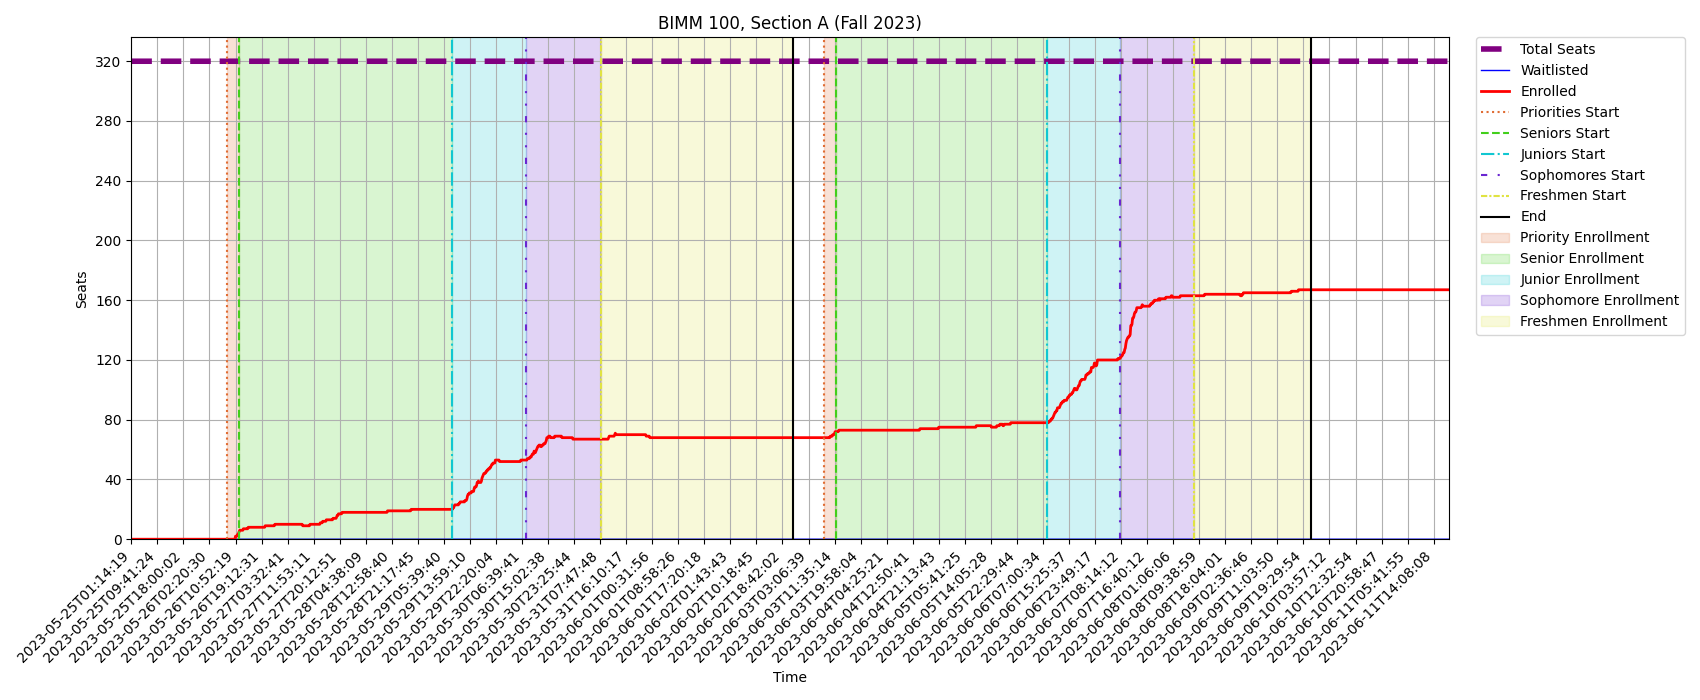 BIMM 100, Section A (Fall 2023)
Seats
320
280
240
200
160
120
80
40
0
2023-05-25T01:14:19
2023-05-25T09:41:24
2023-05-25T18:00:02
2023-05-26T02:20:30
2023-05-26T10:52:19
2023-05-26T19:12:31
2023-05-27T03:32:41
2023-05-27T11:53:11
2023-05-27T20:12:51
2023-05-28T04:38:09
2023-05-28T12:58:40
2023-05-28T21:17:45
2023-05-29T05:39:40
2023-05-29T13:59:10
2023-05-29T22:20:04
2023-05-30T06:39:41
2023-05-30T15:02:38
2023-05-30T23:25:44
2023-05-31T07:47:48
2023-05-31T16:10:17
2023-06-01T00:31:56
2023-06-01T08:58:26
2023-06-01T17:20:18
2023-06-02T01:43:43
2023-06-02T10:18:45
2023-06-02T18:42:02
2023-06-03T03:06:39
2023-06-03T11:35:14
2023-06-03T19:58:04
2023-06-04T04:25:21
2023-06-04T12:50:41
2023-06-04T21:13:43
2023-06-05T05:41:25
2023-06-05T14:05:28
2023-06-05T22:29:44
2023-06-06T07:00:34
2023-06-06T15:25:37
2023-06-06T23:49:17
2023-06-07T08:14:12
2023-06-07T16:40:12
2023-06-08T01:06:06
2023-06-08T09:38:59
2023-06-08T18:04:01
2023-06-09T02:36:46
2023-06-09T11:03:50
2023-06-09T19:29:54
2023-06-10T03:57:12
2023-06-10T12:32:54
2023-06-10T20:58:47
2023-06-11T05:41:55
2023-06-11T14:08:08
Time
Total Seats
Waitlisted
Enrolled
Priorities Start
Seniors Start
Juniors Start
Sophomores Start
Freshmen Start
End
Priority Enrollment
Senior Enrollment
Junior Enrollment
Sophomore Enrollment
Freshmen Enrollment